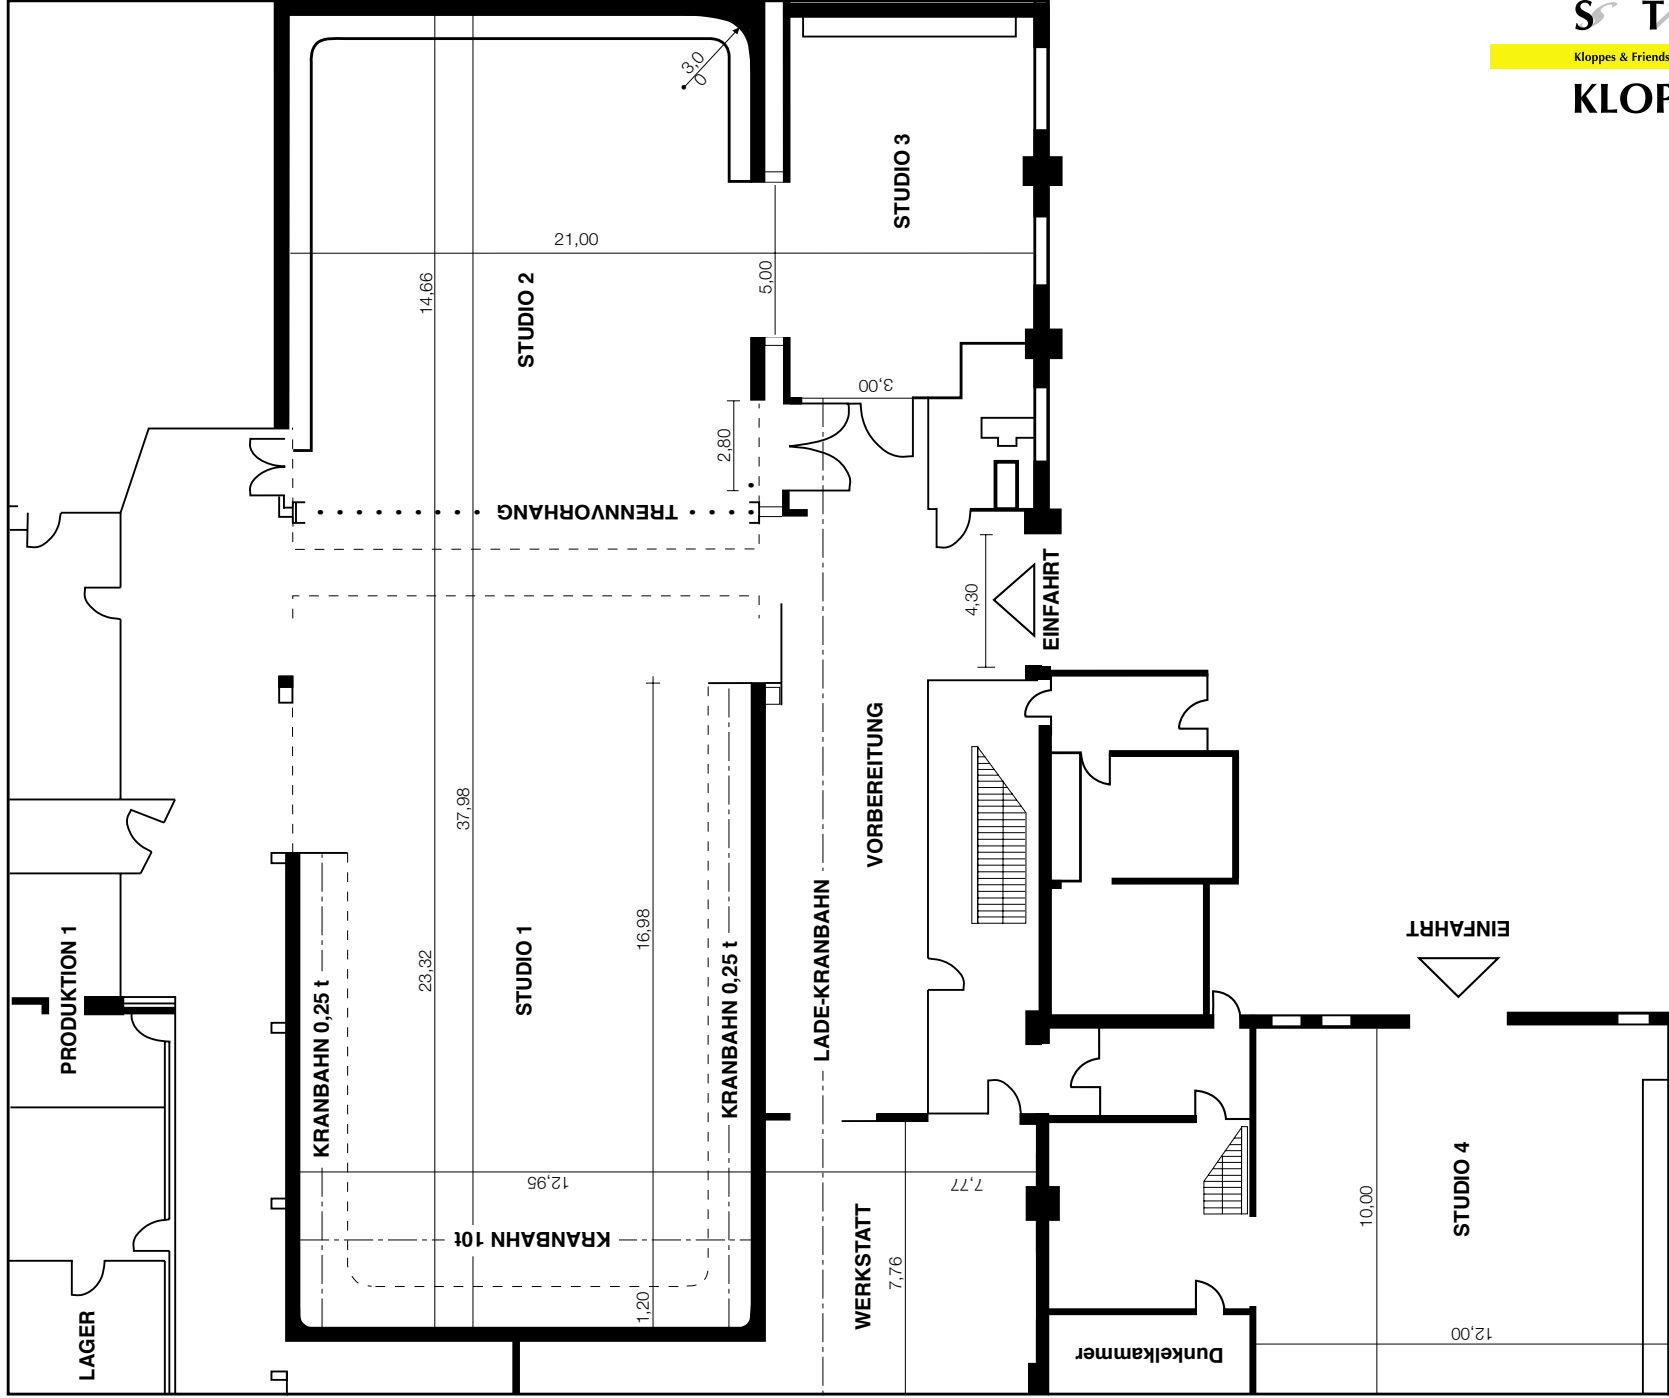 S T
Kloppes & Friends
KLOP
3,00
STUDIO 3
21,00
14,66
5,00
STUDIO 2
3,00
2,80
TRENNVORHANG
4,30
EINFAHRT
VORBEREITUNG
37,98
16,98
LADE-KRANBAHN
PRODUKTION 1
23,32
STUDIO 1
KRANBAHN 0,25 t
KRANBAHN 0,25 t
EINFAHRT
12,95
7,77
KRANBAHN 10t
WERKSTATT
7,76
1,20
LAGER
10,00
STUDIO 4
12,00
Dunkelkammer